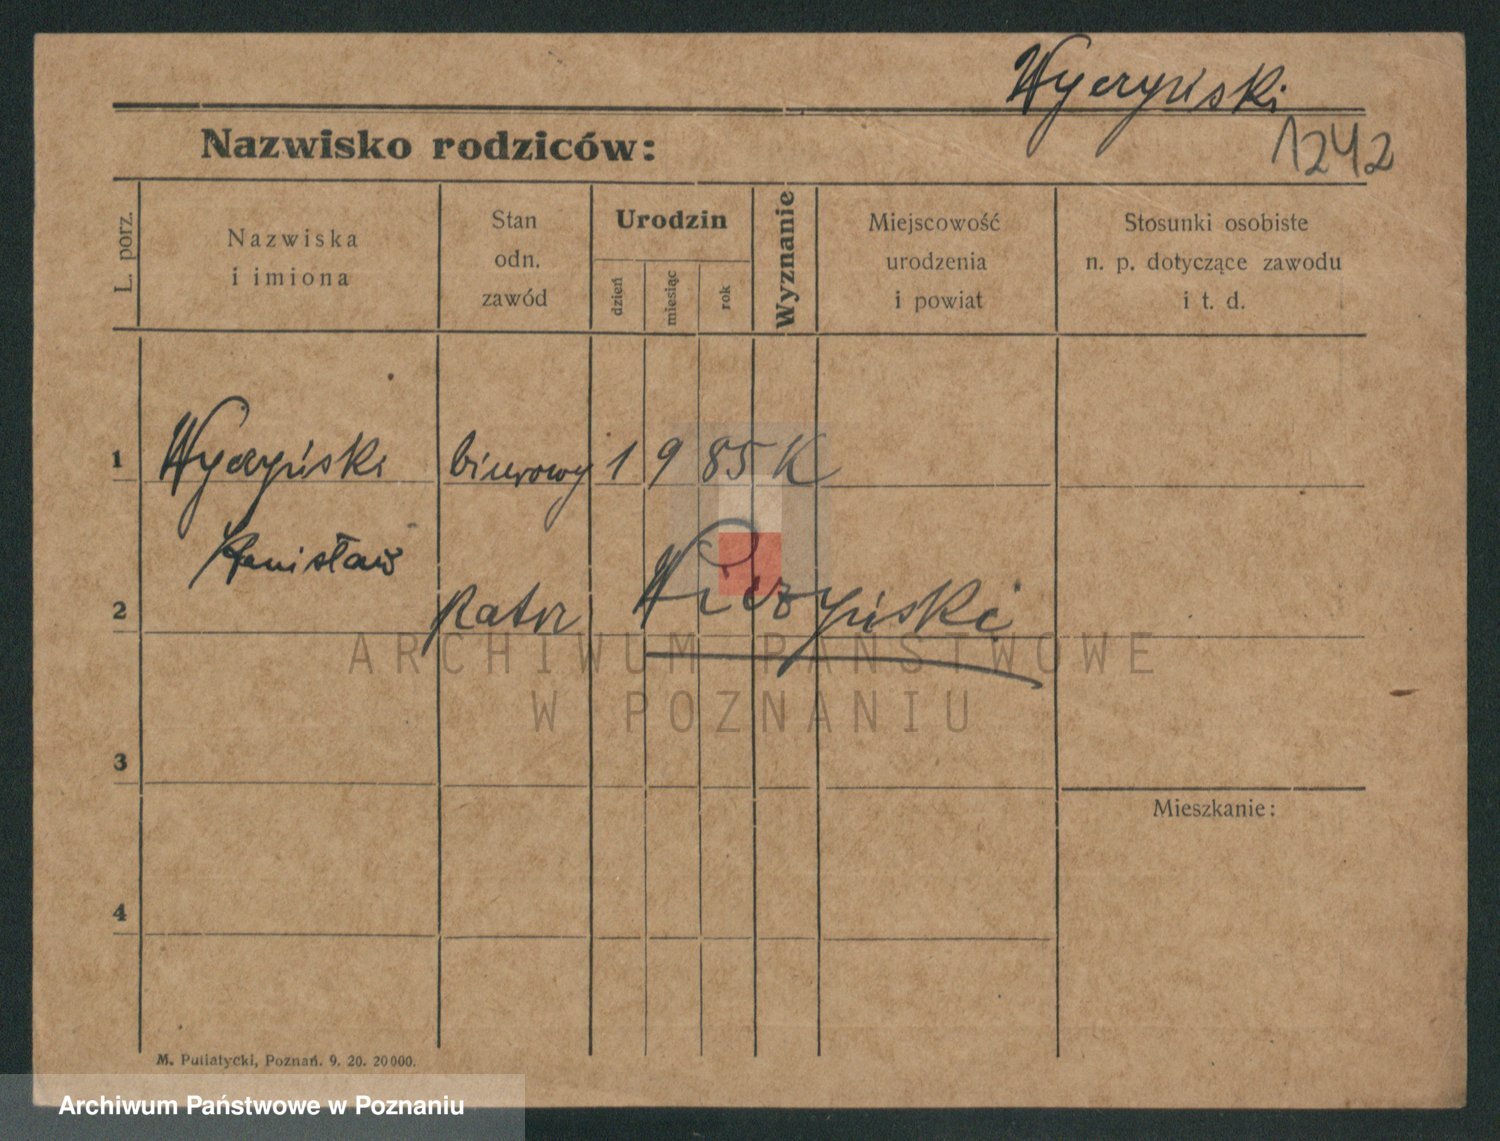 Wyczyński
1242
Nazwisko rodziców:
L. porz.
Nazwiska
i imiona
Stan
odn.
zawód
Urodzin
dzień
miesiąc
rok
Wyznanie
Miejscowość
urodzenia
i powiat
Stosunki osobiste
n. p. dotyczące zawodu
i t. d.
1 Wyczyński biurowy 1 9 85 K
Stanisław
2 Wiczyński
ARCHIWUM PAŃSTWOWE
W POZNANIU
3
Mieszkanie:
4
M. Putiatycki, Poznań. 9. 20. 20000.
Archiwum Państwowe w Poznaniu